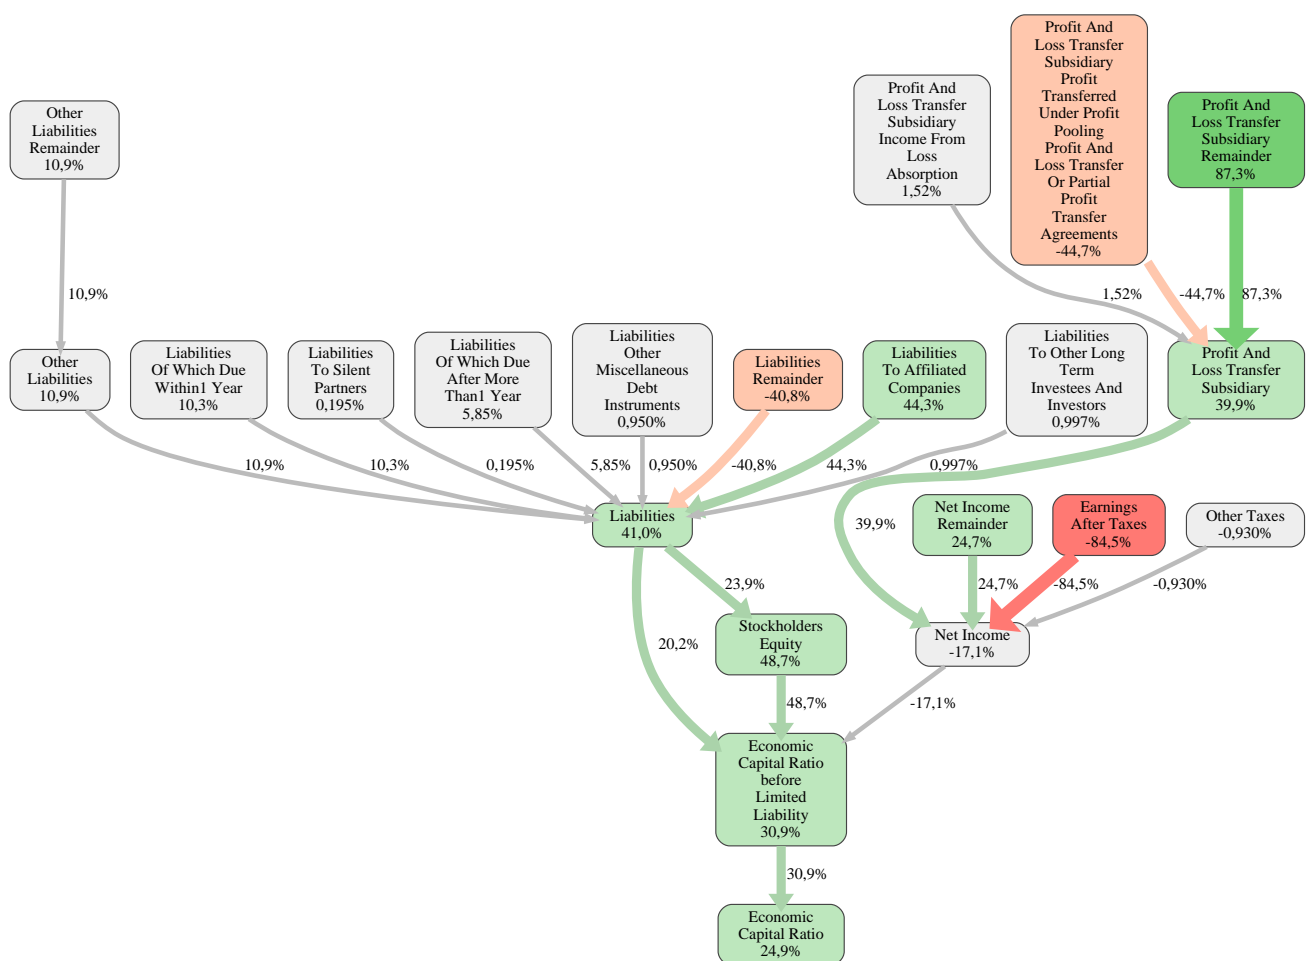 Profit And
Loss Transfer
Subsidiary
Profit
Transferred
Under Profit
Pooling
Profit And
Loss Transfer
Or Partial
Profit
Transfer
Agreements
-44,7%
Profit And
Loss Transfer
Subsidiary
Income From
Loss
Absorption
1,52%
Profit And
Loss Transfer
Subsidiary
Remainder
87,3%
Other
Liabilities
Remainder
10,9%
10,9%
1,52%
-44,7%
87,3%
Other
Liabilities
10,9%
Liabilities
Of Which Due
Within1 Year
10,3%
Liabilities
To Silent
Partners
0,195%
Liabilities
Of Which Due
After More
Than1 Year
5,85%
Liabilities
Other
Miscellaneous
Debt
Instruments
0,950%
Liabilities
Remainder
-40,8%
Liabilities
To Affiliated
Companies
44,3%
Liabilities
To Other Long
Term
Investees And
Investors
0,997%
Profit And
Loss Transfer
Subsidiary
39,9%
10,9%
10,3%
0,195%
5,85%
0,950%
-40,8%
44,3%
0,997%
Liabilities
41,0%
39,9%
Net Income
Remainder
24,7%
Earnings
After Taxes
-84,5%
Other Taxes
-0,930%
23,9%
24,7%
-84,5%
-0,930%
20,2%
Stockholders
Equity
48,7%
Net Income
-17,1%
48,7%
-17,1%
Economic
Capital Ratio
before
Limited
Liability
30,9%
30,9%
Economic
Capital Ratio
24,9%